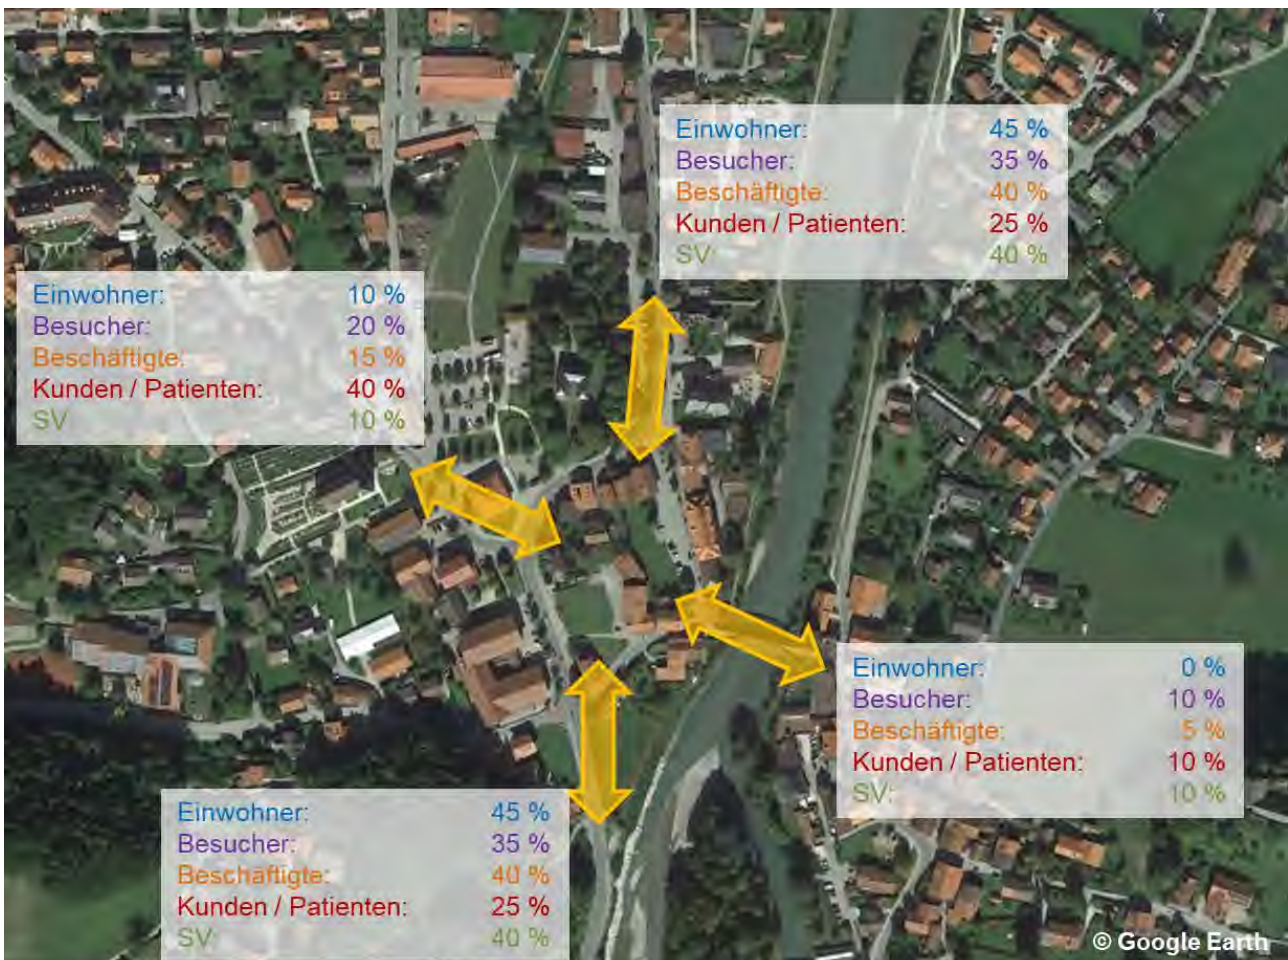 Einwohner: 45 %
Besucher: 35 %
Beschäftigte: 40 %
Kunden / Patienten: 25 %
SV: 40 %
Einwohner: 10 %
Besucher: 20 %
Beschäftigte: 15 %
Kunden / Patienten: 40 %
SV 10 %
Einwohner: 0 %
Besucher: 10 %
Beschäftigte: 5 %
Kunden / Patienten: 10 %
SV: 10 %
Einwohner: 45 %
Besucher: 35 %
Beschäftigte: 40 %
Kunden / Patienten: 25 %
SV 40 %
© Google Earth